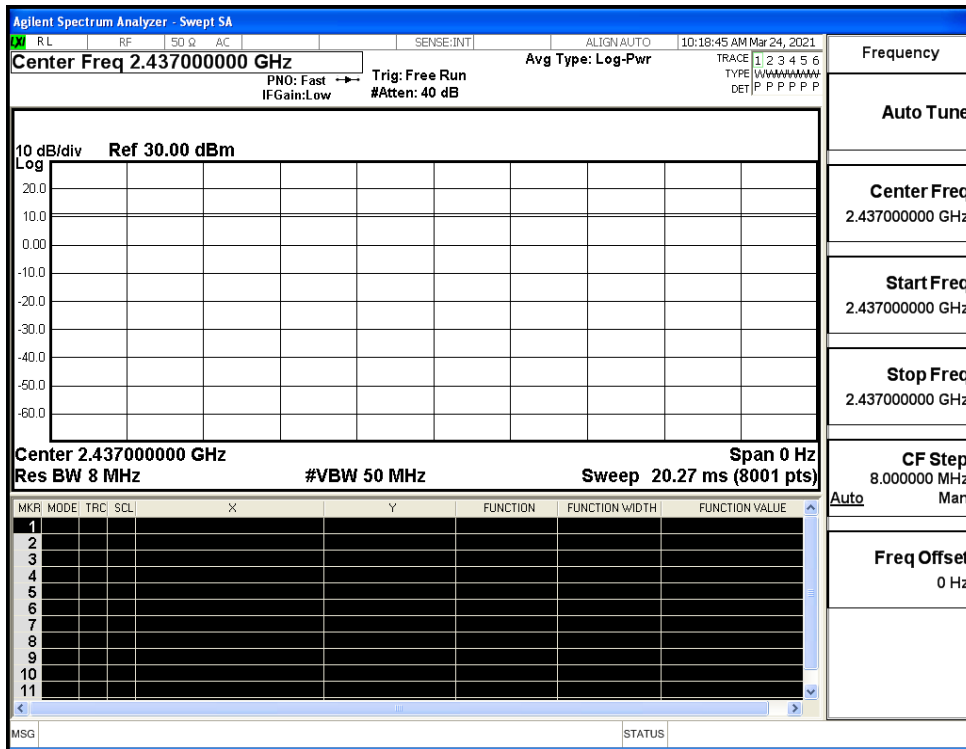 Agilent Spectrum Analyzer - Swept SA
LXI RL RF 50 Ω AC SENSE:INT ALIGN AUTO 10:18:45 AM Mar 24, 2021
Center Freq 2.437000000 GHz
PNO: Fast
IFGain:Low
Trig: Free Run
#Atten: 40 dB
Avg Type: Log-Pwr
TRACE 1 2 3 4 5 6
TYPE WWWWWW
DET P P P P P P
10 dB/div Ref 30.00 dBm
Log
20.0
10.0
0.00
-10.0
-20.0
-30.0
-40.0
-50.0
-60.0
Center 2.437000000 GHz Span 0 Hz
Res BW 8 MHz #VBW 50 MHz Sweep 20.27 ms (8001 pts)
MKR MODE TRC SCL X Y FUNCTION FUNCTION WIDTH FUNCTION VALUE
1
2
3
4
5
6
7
8
9
10
11
MSG STATUS
Frequency
Auto Tune
Center Freq
2.437000000 GHz
Start Freq
2.437000000 GHz
Stop Freq
2.437000000 GHz
CF Step
8.000000 MHz
Auto Man
Freq Offset
0 Hz